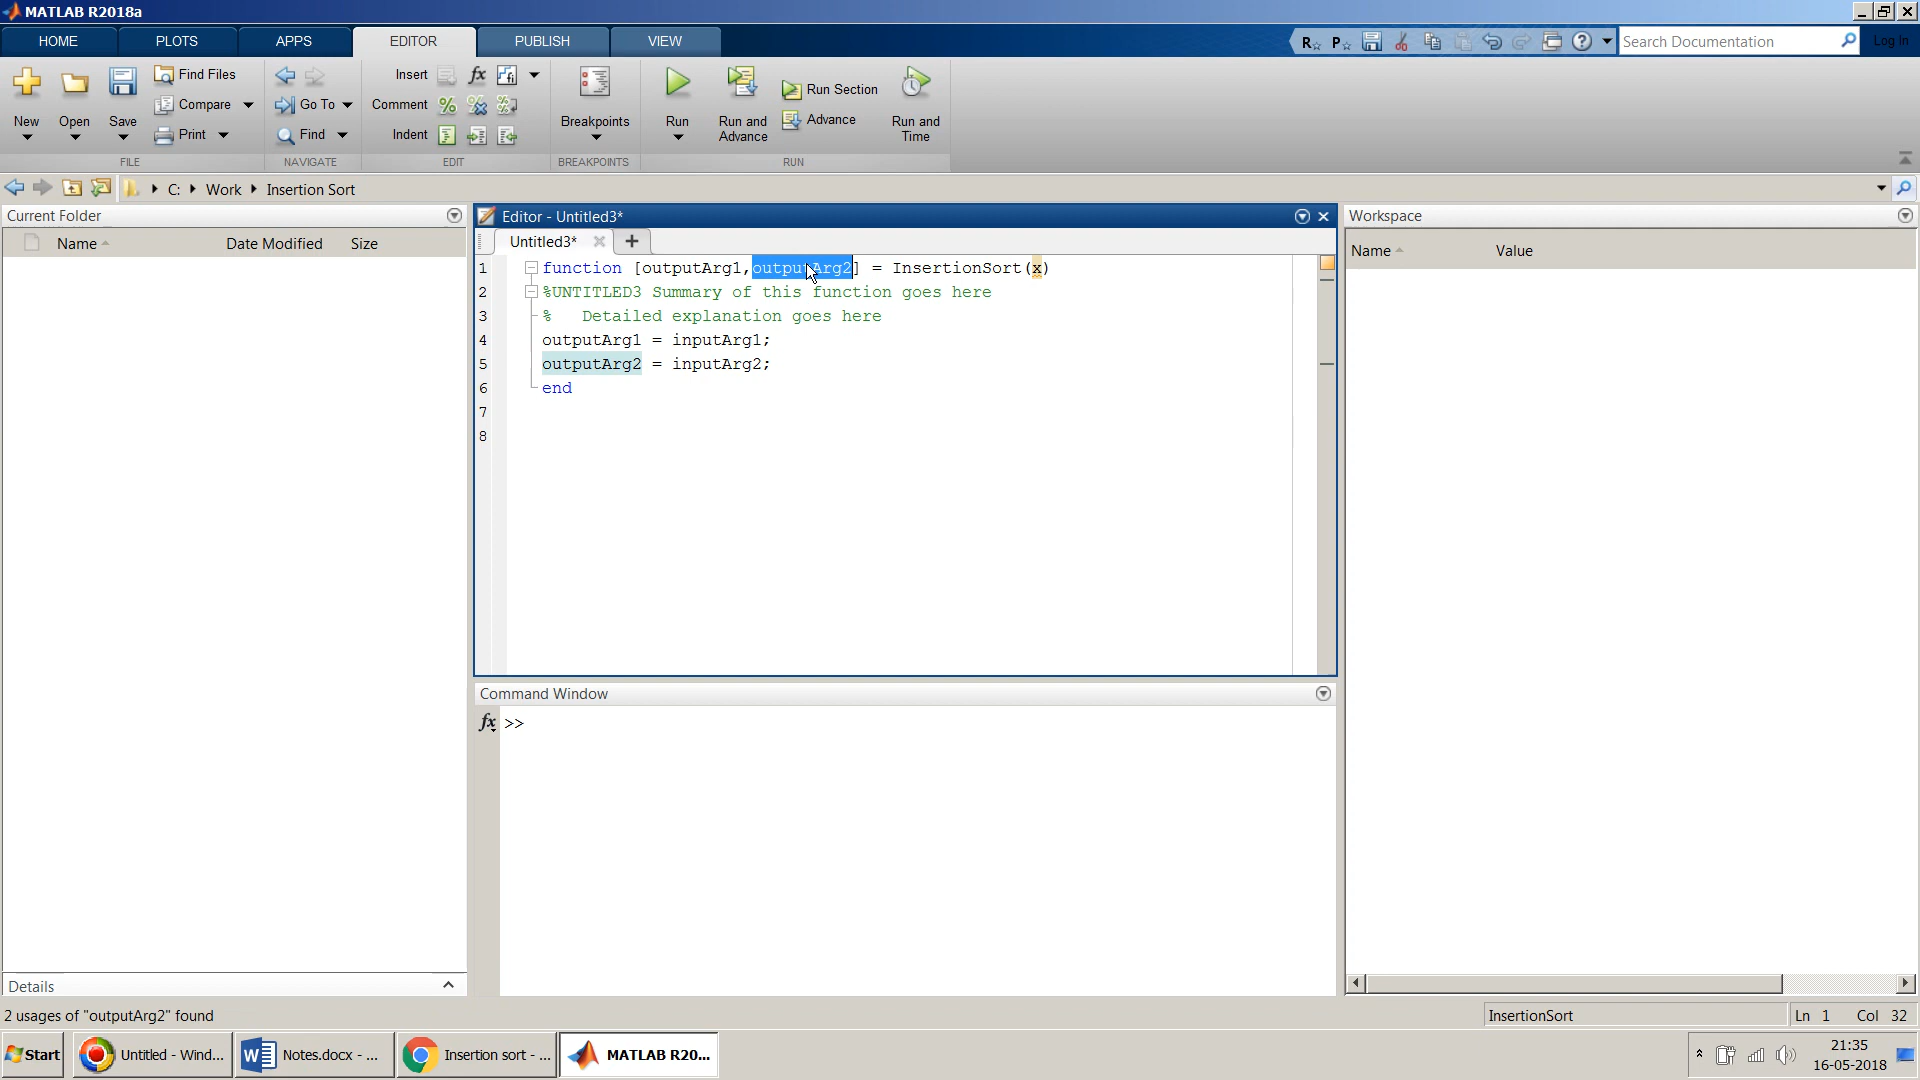 MATLAB R2018a
HOME PLOTS APPS EDITOR PUBLISH VIEW
Search Documentation
Log In
New
Open
Save
Find Files
Compare
Print
FILE
Go To
Find
NAVIGATE
Insert
Comment
Indent
EDIT
Breakpoints
BREAKPOINTS
Run
Run and Advance
Run Section
Advance
Run and Time
RUN
C: Work Insertion Sort
Current Folder
Name Date Modified Size
Details
Editor - Untitled3*
Untitled3*
1 function [outputArg1,outputArg2] = InsertionSort(x)
2 %UNTITLED3 Summary of this function goes here
3 %   Detailed explanation goes here
4 outputArg1 = inputArg1;
5 outputArg2 = inputArg2;
6 end
7
8
Command Window
fx >>
Workspace
Name Value
2 usages of "outputArg2" found
InsertionSort
Ln 1 Col 32
Start
Untitled - Wind...
Notes.docx - ...
Insertion sort - ...
MATLAB R20...
21:35
16-05-2018